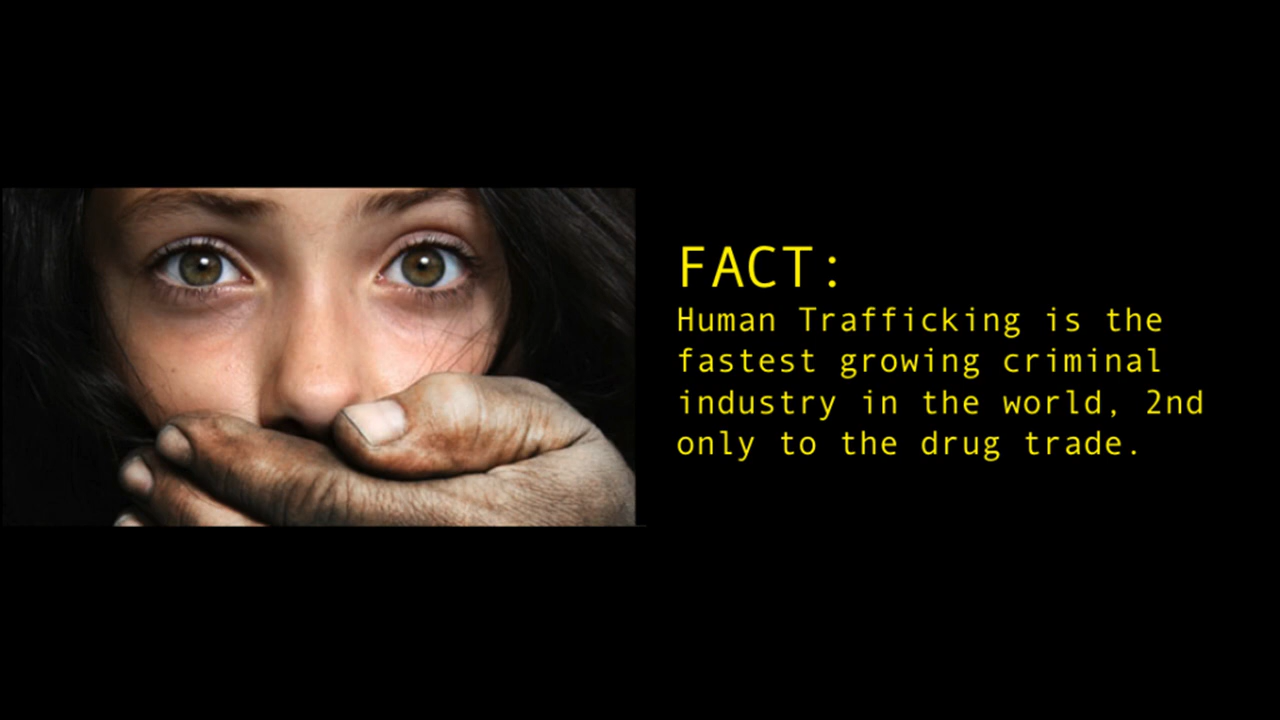 FACT:
Human Trafficking is the
fastest growing criminal
industry in the world, 2nd
only to the drug trade.